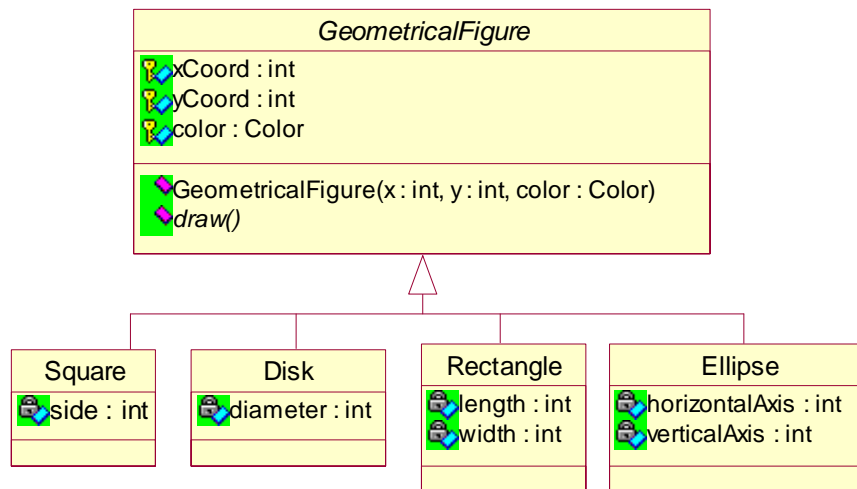 GeometricalFigure
xCoord : int
yCoord : int
color : Color
GeometricalFigure(x : int, y : int, color : Color)
draw()
Square
side : int
Disk
diameter : int
Rectangle
length : int
width : int
Ellipse
horizontalAxis : int
verticalAxis : int